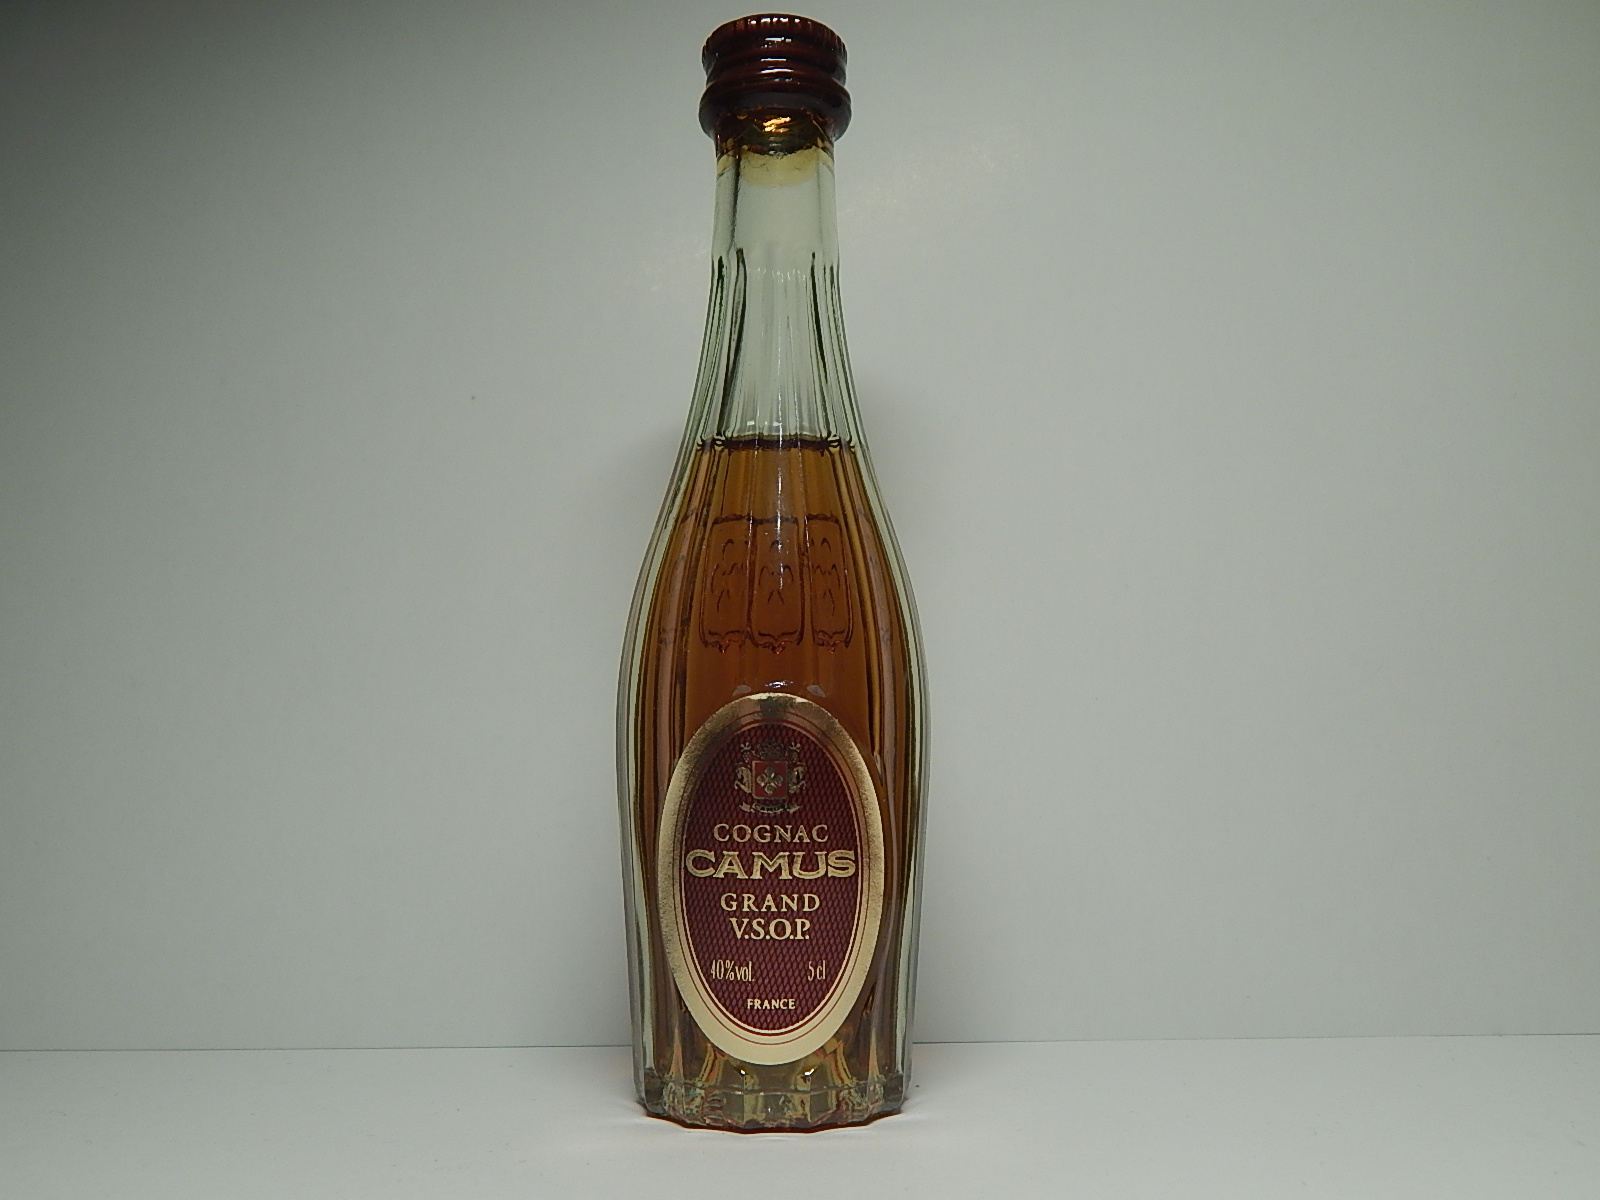 COGNAC
CAMUS
GRAND
V.S.O.P.
40%vol. 5 cl
FRANCE